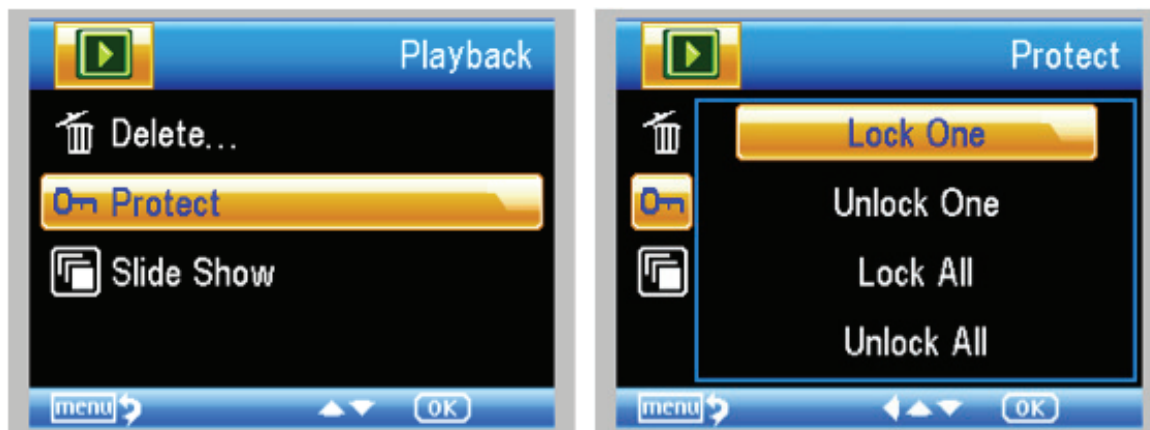 Playback
Delete...
Protect
Slide Show
menu
OK
Protect
Lock One
Unlock One
Lock All
Unlock All
menu
OK